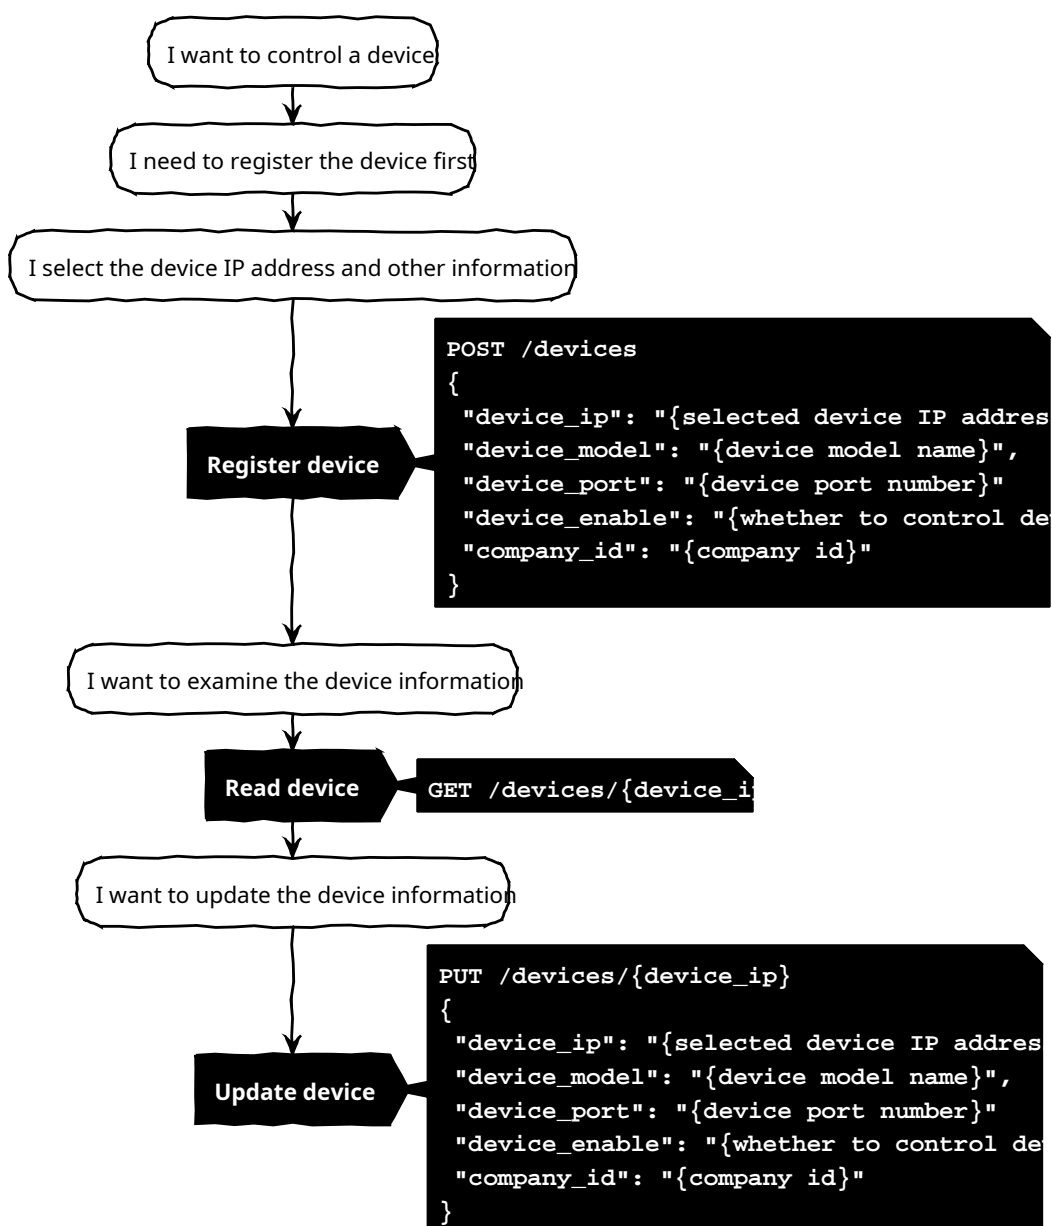 I want to control a device
I need to register the device first
I select the device IP address and other information
POST /devices
{
"device_ip": "{selected device IP addres
"device_model": "{device model name}",
"device_port": "{device port number}"
"device_enable": "{whether to control de
"company_id": "{company id}"
}
Register device
I want to examine the device information
Read device
GET /devices/{device_i
I want to update the device information
PUT /devices/{device_ip}
{
"device_ip": "{selected device IP addres
"device_model": "{device model name}",
"device_port": "{device port number}"
"device_enable": "{whether to control de
"company_id": "{company id}"
}
Update device